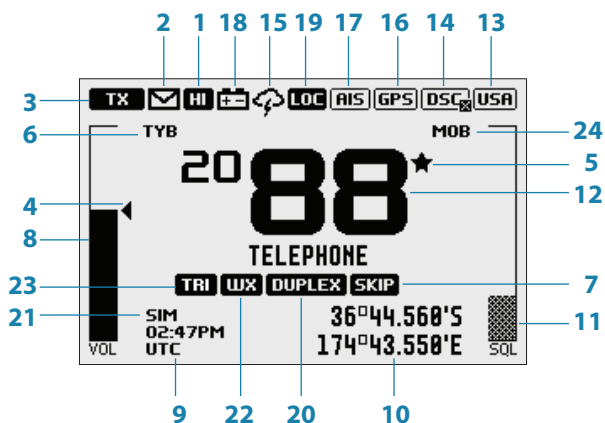 2 1 18 15 19 17 16 14 13
3 TX HI LOC AIS GPS DSC USA
6 TYB MOB 24
20 88 5
4 12
8 TELEPHONE
23 TRI WX DUPLEX SKIP 7
21 SIM 36°44.560'S
02:47PM 11
VOL UTC 174°43.550'E SQL
9 22 20 10